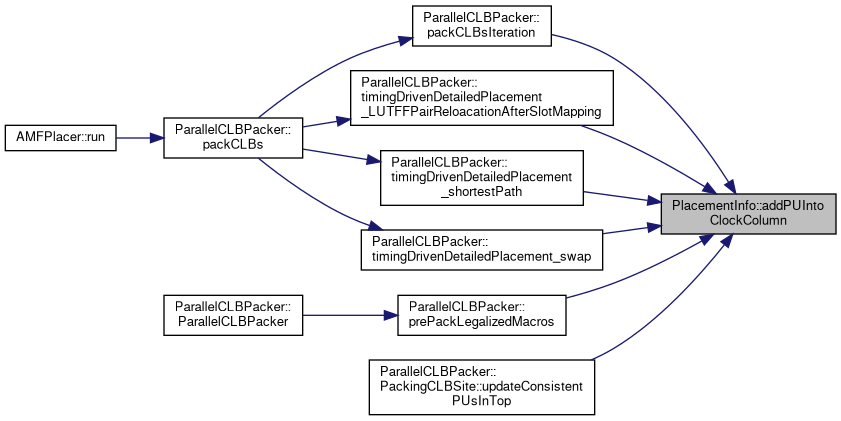 ParallelCLBPacker::
packCLBsIteration
ParallelCLBPacker::
timingDrivenDetailedPlacement
_LUTFFPairReloacationAfterSlotMapping
AMFPlacer::run
ParallelCLBPacker::
packCLBs
ParallelCLBPacker::
timingDrivenDetailedPlacement
_shortestPath
PlacementInfo::addPUInto
ClockColumn
ParallelCLBPacker::
timingDrivenDetailedPlacement_swap
ParallelCLBPacker::
ParallelCLBPacker
ParallelCLBPacker::
prePackLegalizedMacros
ParallelCLBPacker::
PackingCLBSite::updateConsistent
PUsInTop